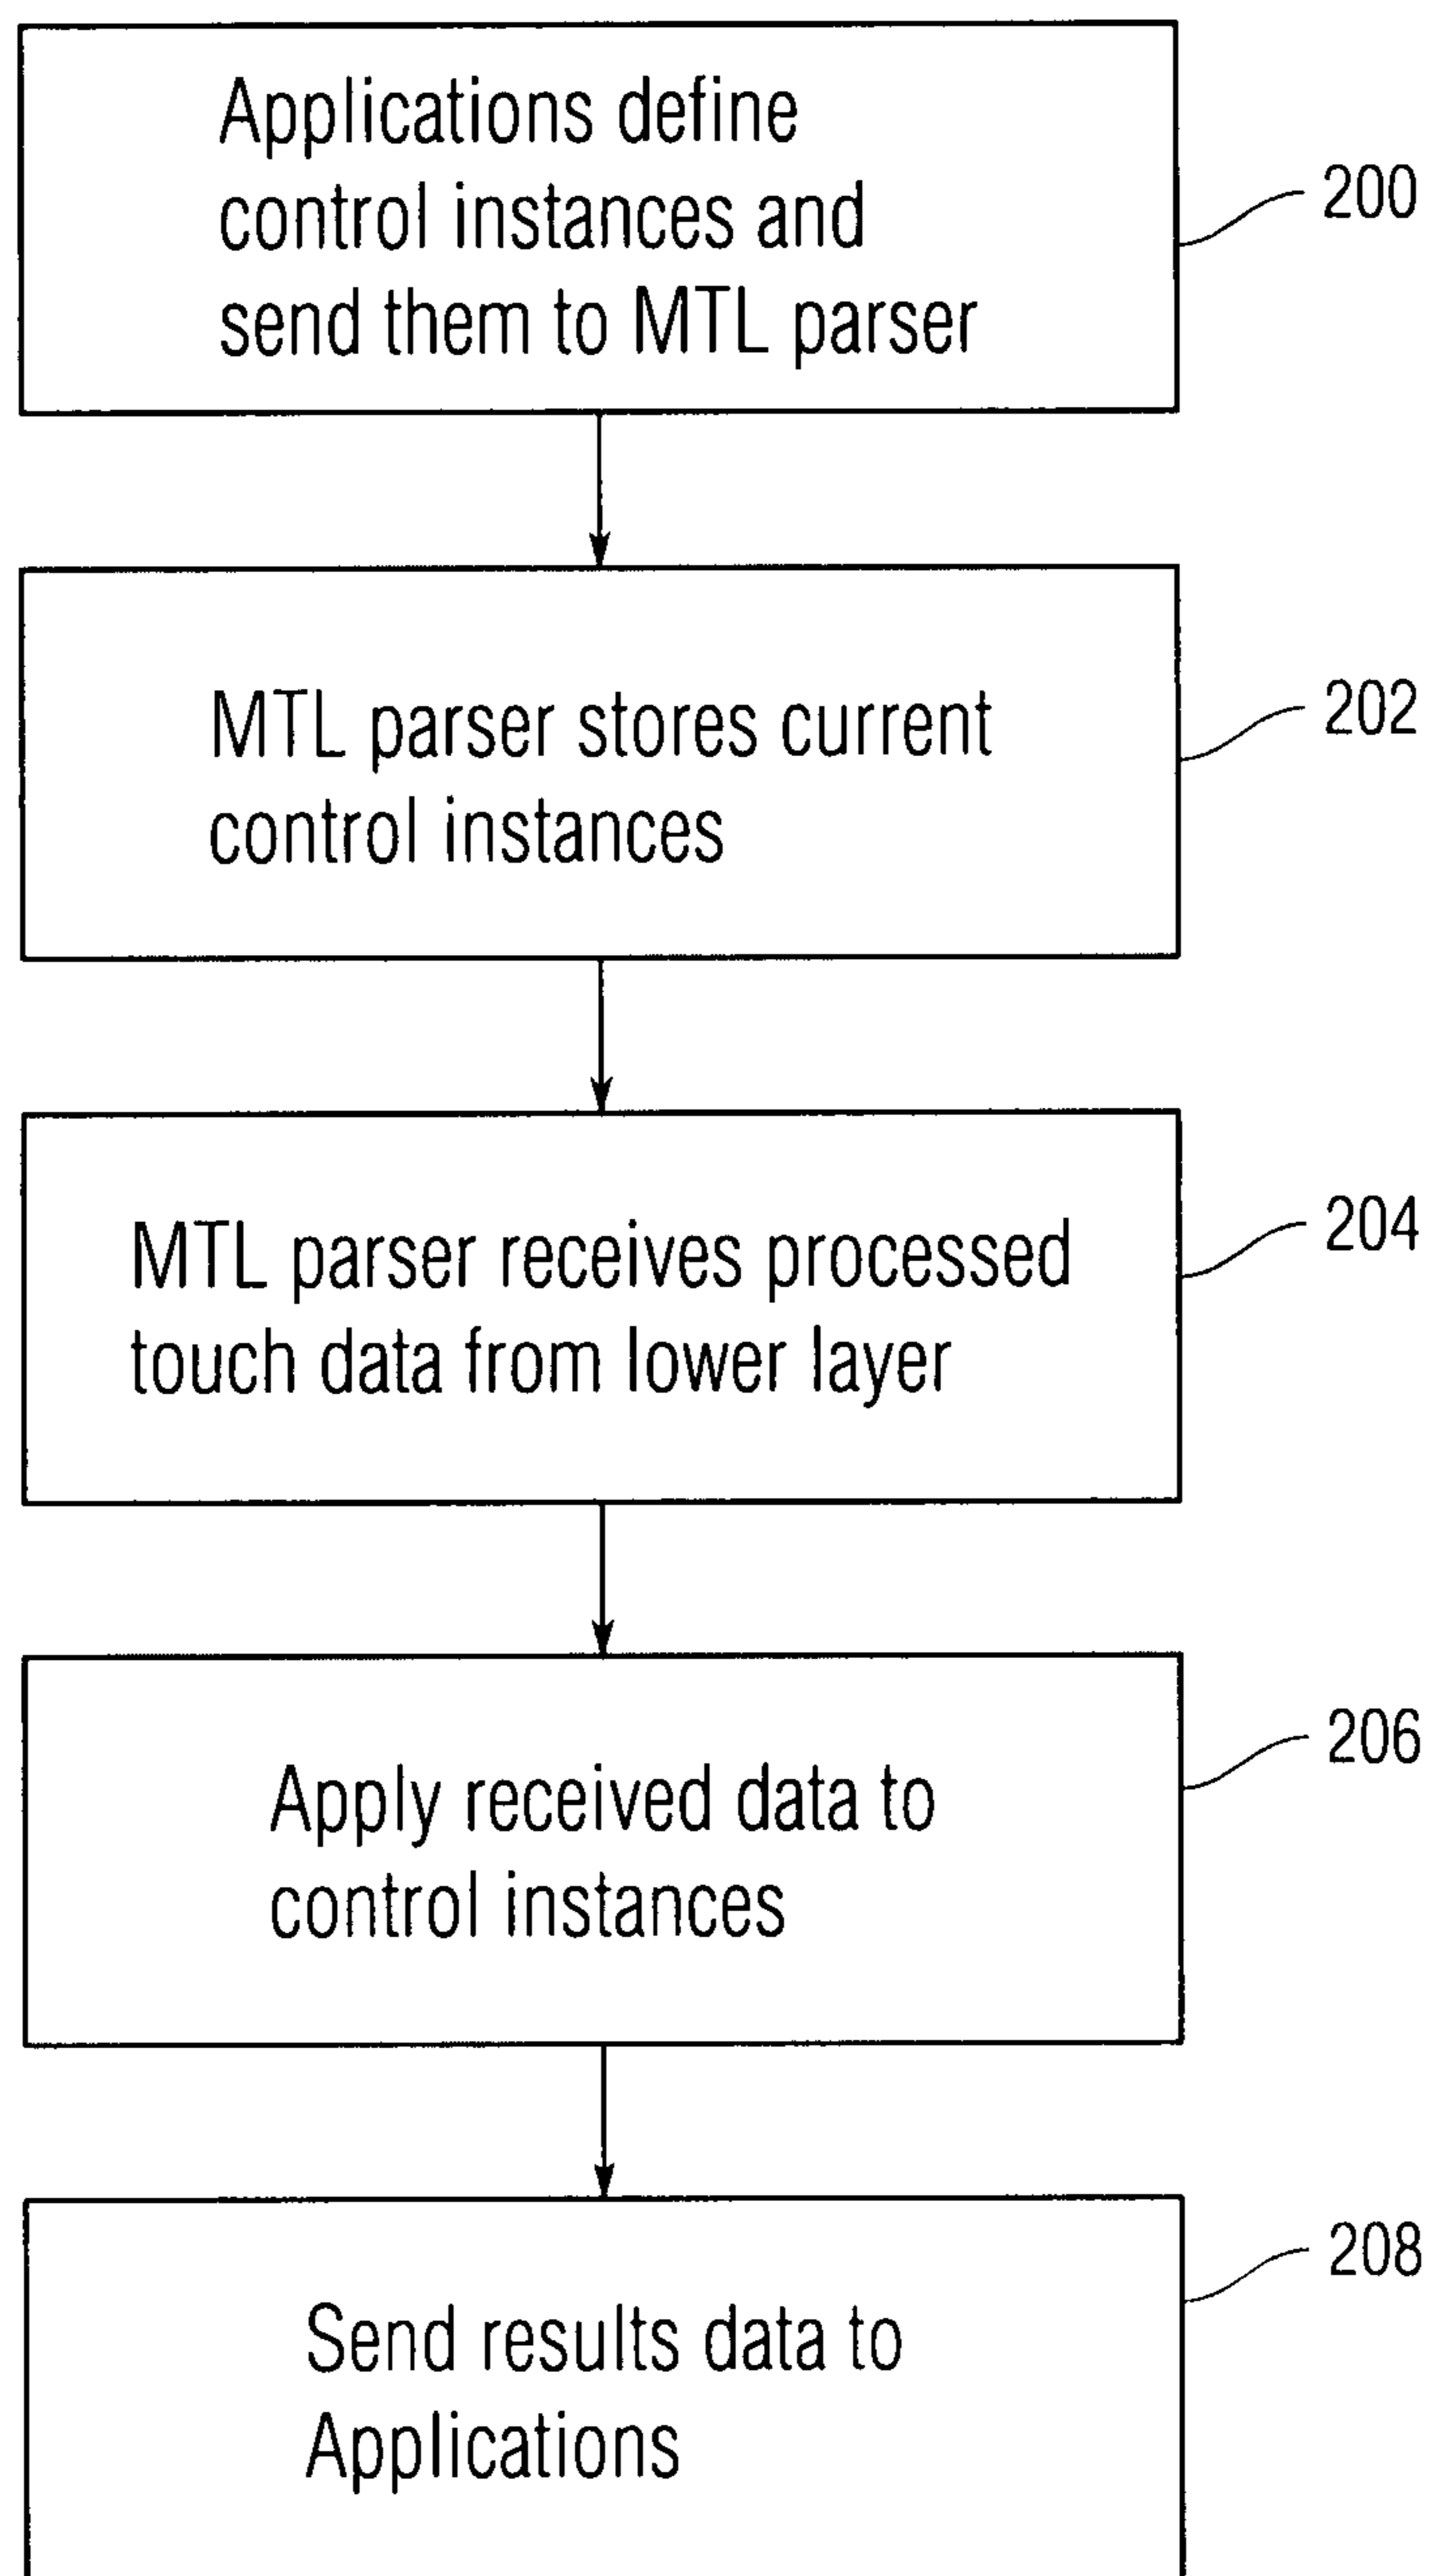 Applications define
control instances and
send them to MTL parser
200
MTL parser stores current
control instances
202
MTL parser receives processed
touch data from lower layer
204
Apply received data to
control instances
206
Send results data to
Applications
208